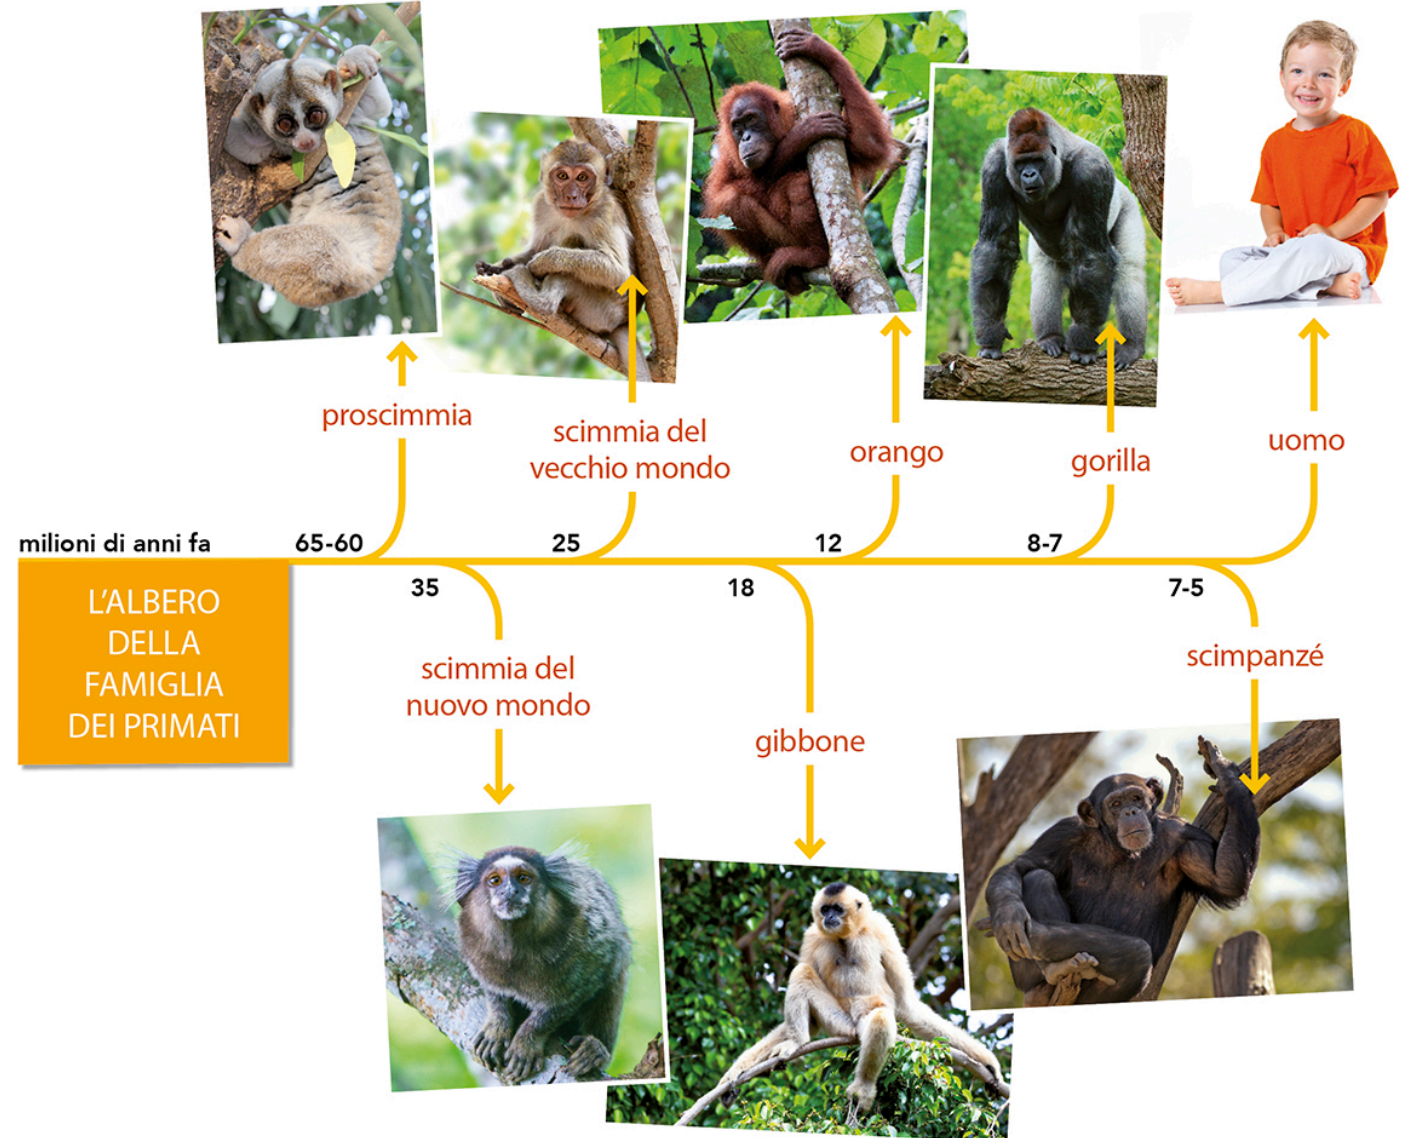 proscimmia
scimmia del
vecchio mondo
orango
gorilla
uomo
milioni di anni fa
65-60
25
12
8-7
35
18
7-5
L'ALBERO
DELLA
FAMIGLIA
DEI PRIMATI
scimmia del
nuovo mondo
gibbone
scimpanzé